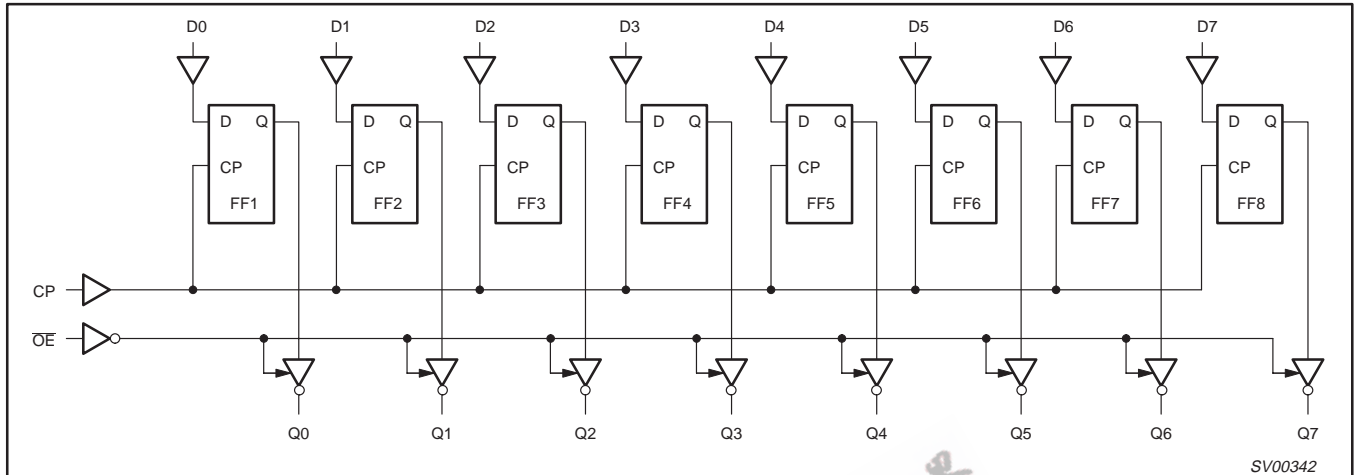 D0 D1 D2 D3 D4 D5 D6 D7
D Q D Q D Q D Q D Q D Q D Q D Q
CP CP CP CP CP CP CP CP
FF1 FF2 FF3 FF4 FF5 FF6 FF7 FF8
CP
O̅E̅
Q0 Q1 Q2 Q3 Q4 Q5 Q6 Q7
SV00342